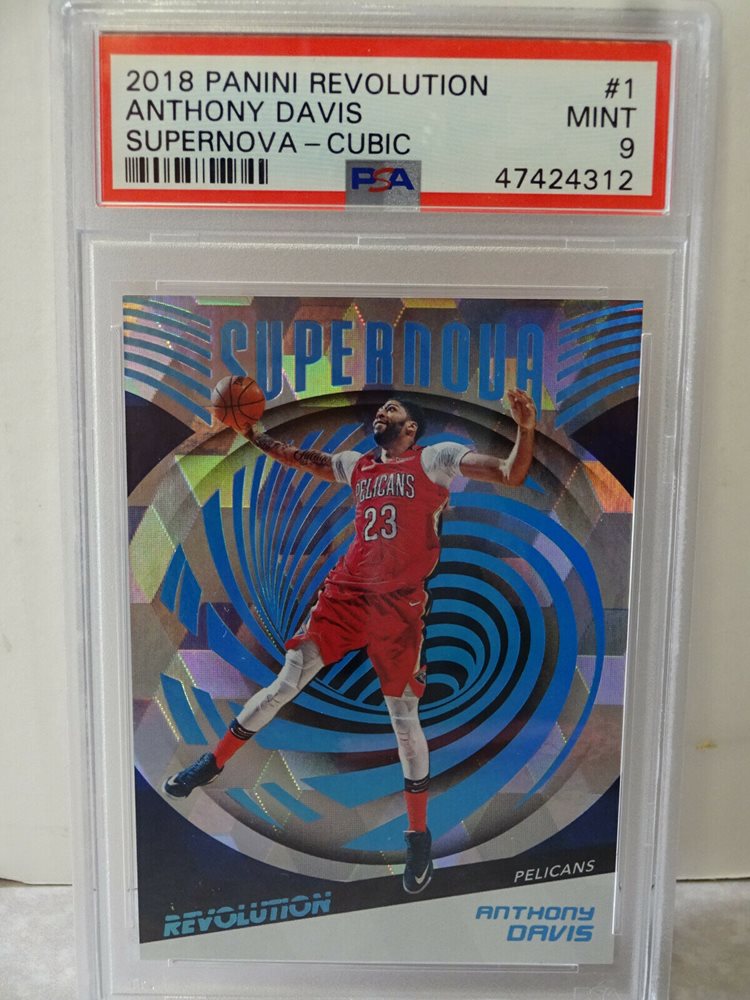 2018 PANINI REVOLUTION #1
ANTHONY DAVIS MINT
SUPERNOVA – CUBIC 9
PSA 47424312
SUPERNOVA
PELICANS
23
PELICANS
REVOLUTION
ANTHONY
DAVIS